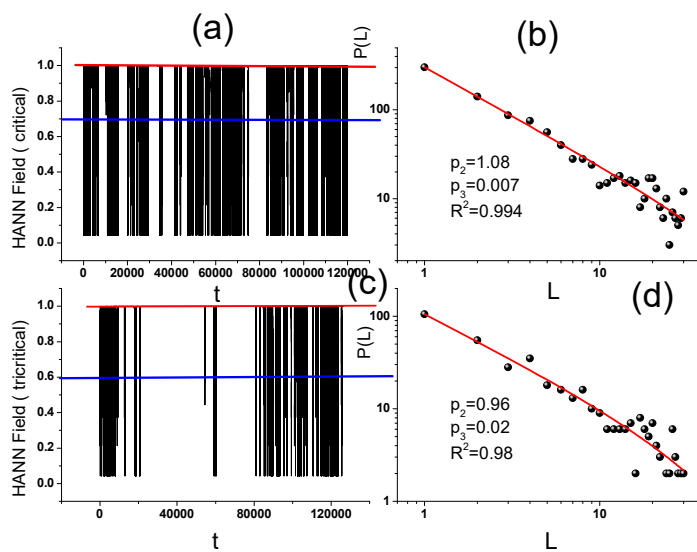 (a)
HANN Field ( critical)
1.0
0.8
0.6
0.4
0.2
0.0
0 20000 40000 60000 80000 100000 120000
t
(b)
P(L)
100
10
p2=1.08
p3=0.007
R2=0.994
1 10
L
(c)
HANN Field ( tricritical)
1.0
0.8
0.6
0.4
0.2
0.0
0 40000 80000 120000
t
(d)
P(L)
100
10
1
p2=0.96
p3=0.02
R2=0.98
1 10
L